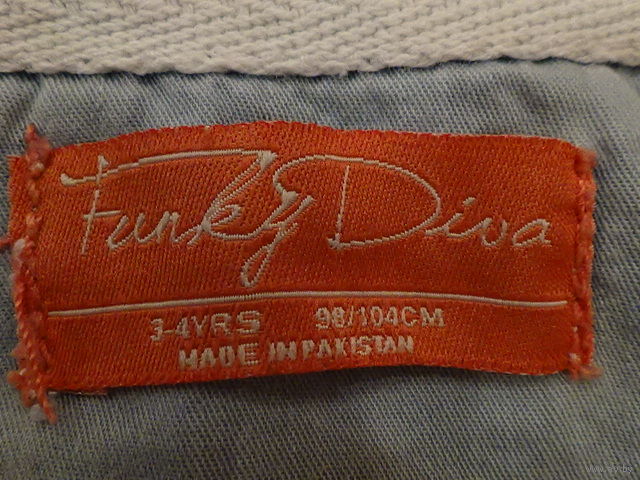 Funky Diva
3-4YRS 98/104CM
MADE IN PAKISTAN